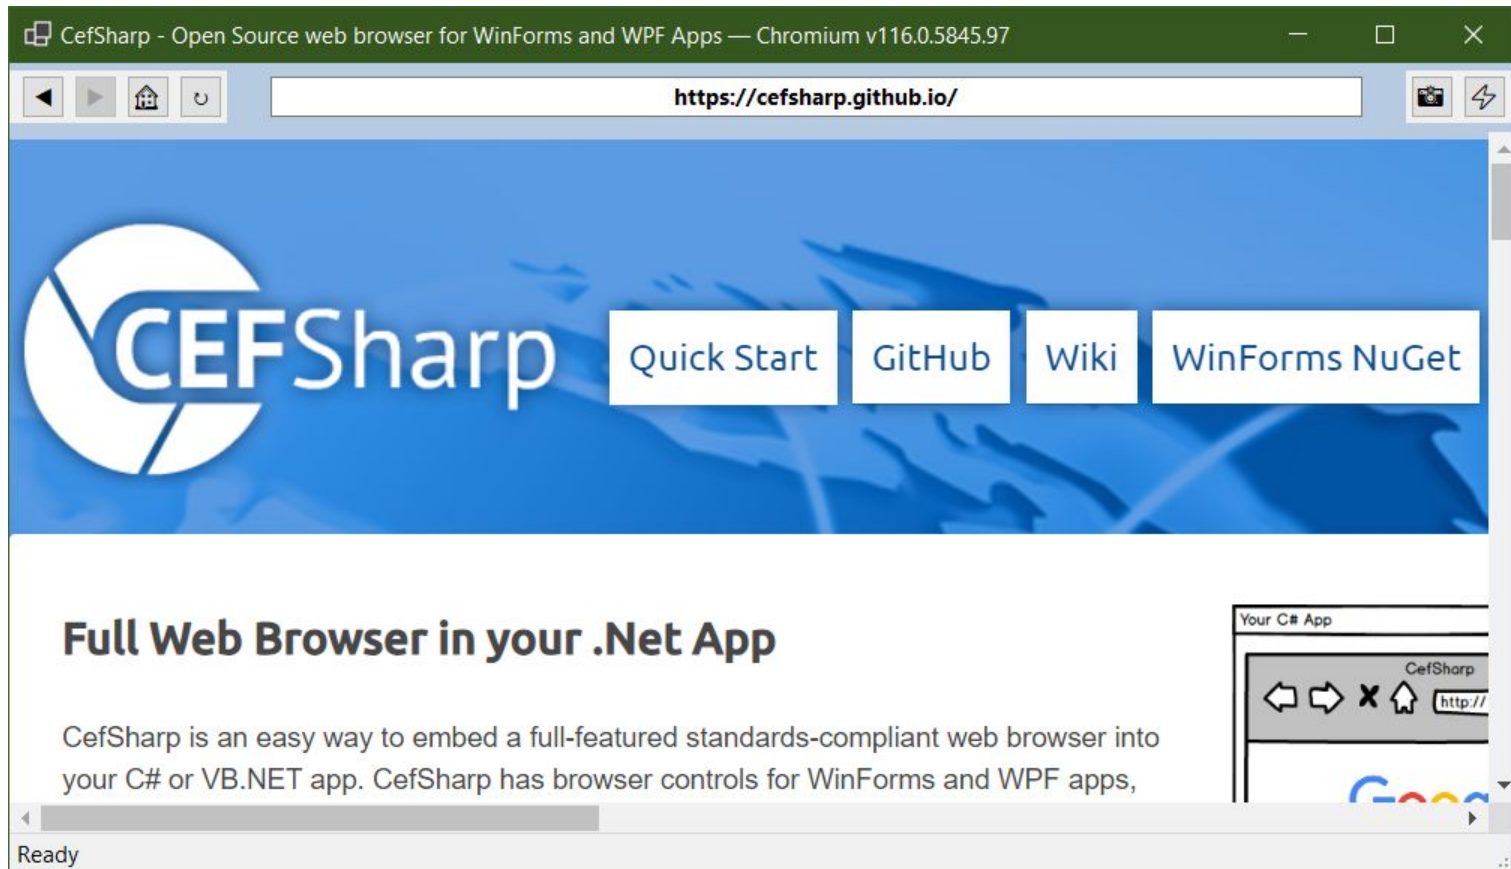 CefSharp - Open Source web browser for WinForms and WPF Apps — Chromium v116.0.5845.97
https://cefsharp.github.io/
CEFSharp
Quick Start
GitHub
Wiki
WinForms NuGet
Full Web Browser in your .Net App
CefSharp is an easy way to embed a full-featured standards-compliant web browser into
your C# or VB.NET app. CefSharp has browser controls for WinForms and WPF apps,
Your C# App
CefSharp
http://
Goog
Ready